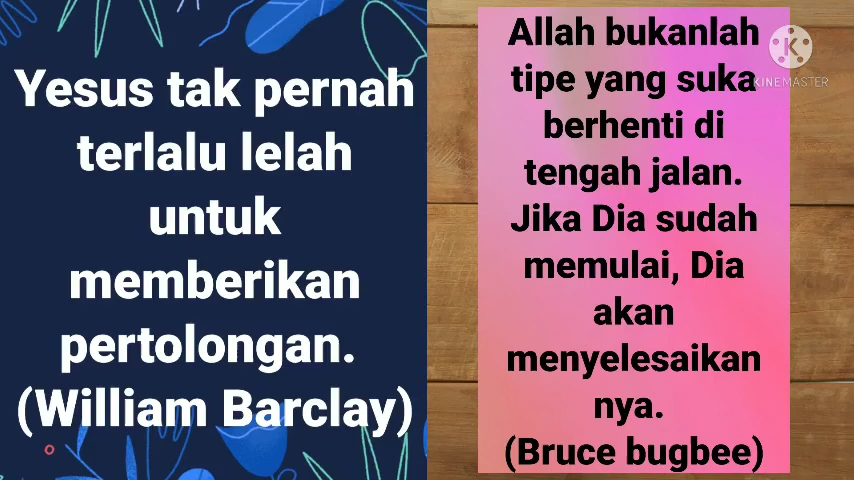 Yesus tak pernah
terlalu lelah
untuk
memberikan
pertolongan.
(William Barclay)
Allah bukanlah
tipe yang suka
berhenti di
tengah jalan.
Jika Dia sudah
memulai, Dia
akan
menyelesaikan
nya.
(Bruce bugbee)
K
KINEMASTER